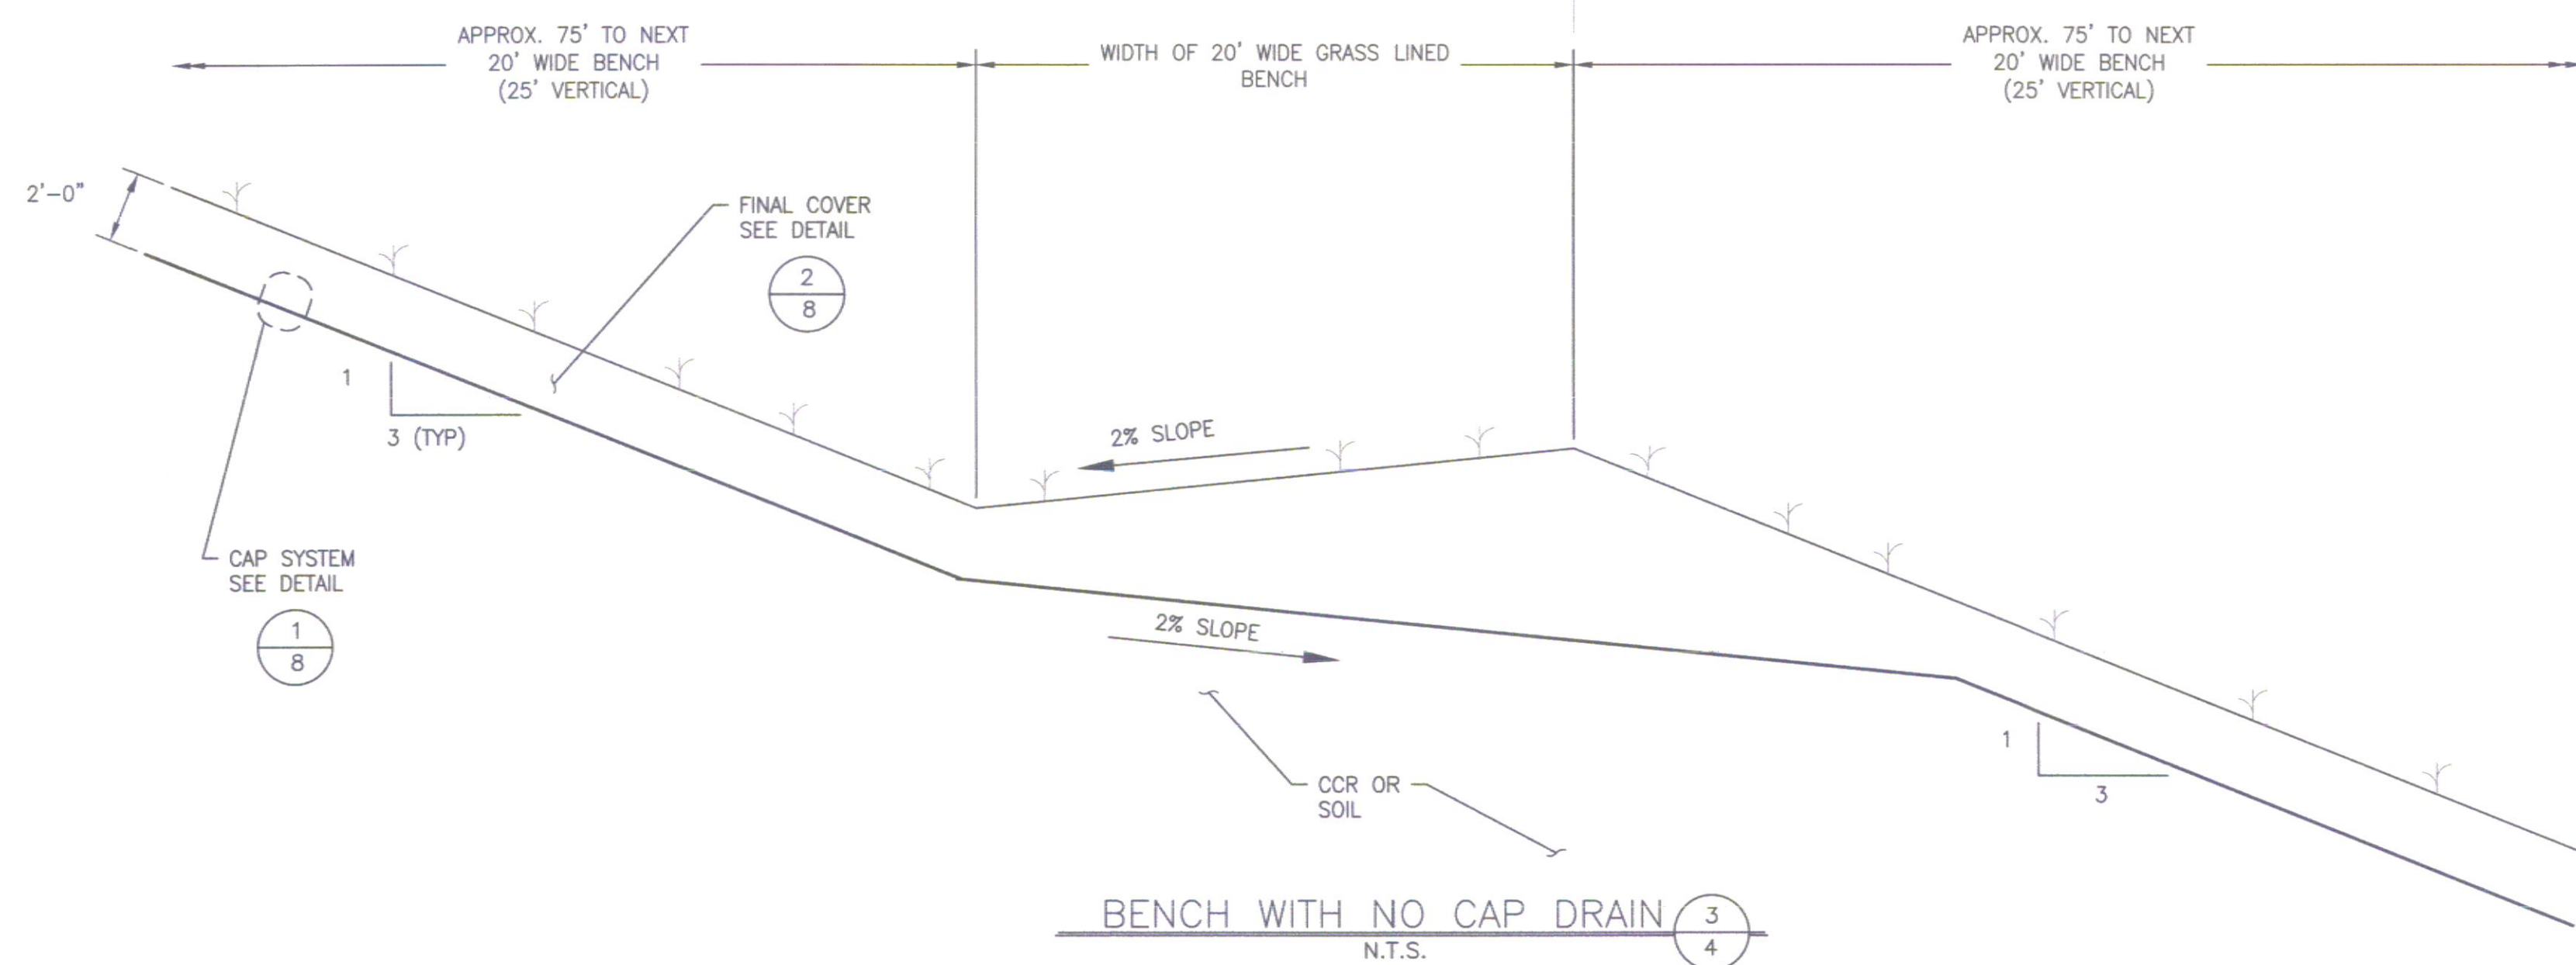 APPROX. 75' TO NEXT
20' WIDE BENCH
(25' VERTICAL)
WIDTH OF 20' WIDE GRASS LINED
BENCH
APPROX. 75' TO NEXT
20' WIDE BENCH
(25' VERTICAL)
2'-0"
FINAL COVER
SEE DETAIL
2
8
1
3 (TYP)
2% SLOPE
CAP SYSTEM
SEE DETAIL
1
8
2% SLOPE
1
3
CCR OR
SOIL
BENCH WITH NO CAP DRAIN
N.T.S.
3
4